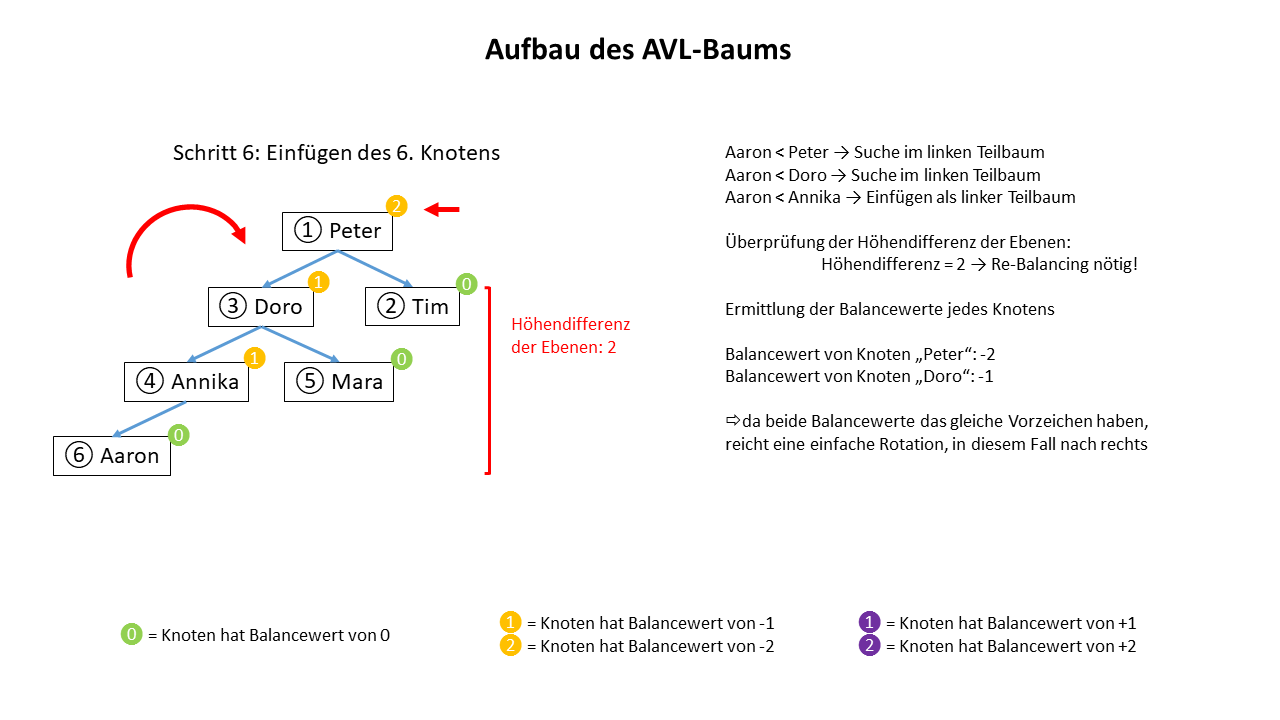 Aufbau des AVL-Baums
Schritt 6: Einfügen des 6. Knotens
2
① Peter
1
③ Doro
0
② Tim
1
④ Annika
0
⑤ Mara
0
⑥ Aaron
Höhendifferenz
der Ebenen: 2
Aaron < Peter → Suche im linken Teilbaum
Aaron < Doro → Suche im linken Teilbaum
Aaron < Annika → Einfügen als linker Teilbaum
Überprüfung der Höhendifferenz der Ebenen:
Höhendifferenz = 2 → Re-Balancing nötig!
Ermittlung der Balancewerte jedes Knotens
Balancewert von Knoten „Peter“: -2
Balancewert von Knoten „Doro“: -1
⇨da beide Balancewerte das gleiche Vorzeichen haben,
reicht eine einfache Rotation, in diesem Fall nach rechts
0 = Knoten hat Balancewert von 0
1 = Knoten hat Balancewert von -1
2 = Knoten hat Balancewert von -2
1 = Knoten hat Balancewert von +1
2 = Knoten hat Balancewert von +2